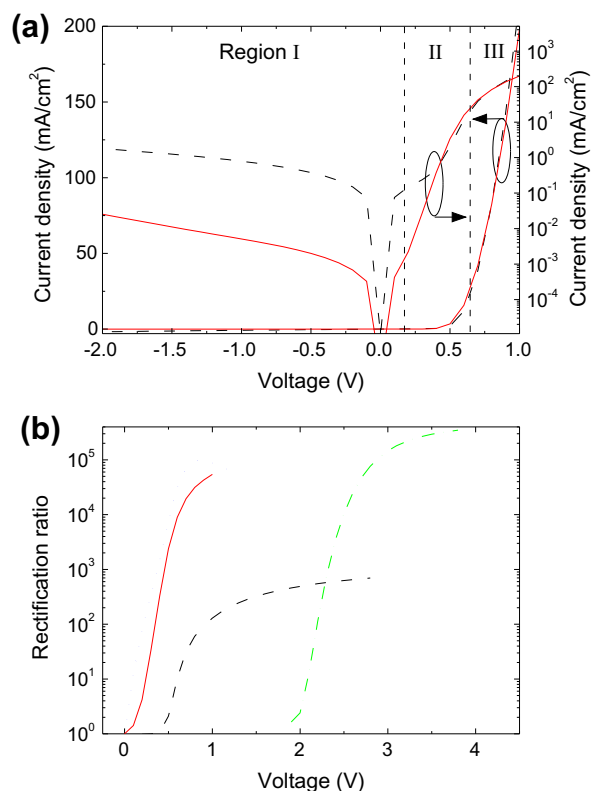 (a)
200
150
100
50
0
Current density (mA/cm²)
Region I
II
III
10³
10²
10¹
10⁰
10⁻¹
10⁻²
10⁻³
10⁻⁴
Current density (mA/cm²)
-2.0 -1.5 -1.0 -0.5 0.0 0.5 1.0
Voltage (V)
(b)
10⁵
10⁴
10³
10²
10¹
10⁰
Rectification ratio
0 1 2 3 4
Voltage (V)